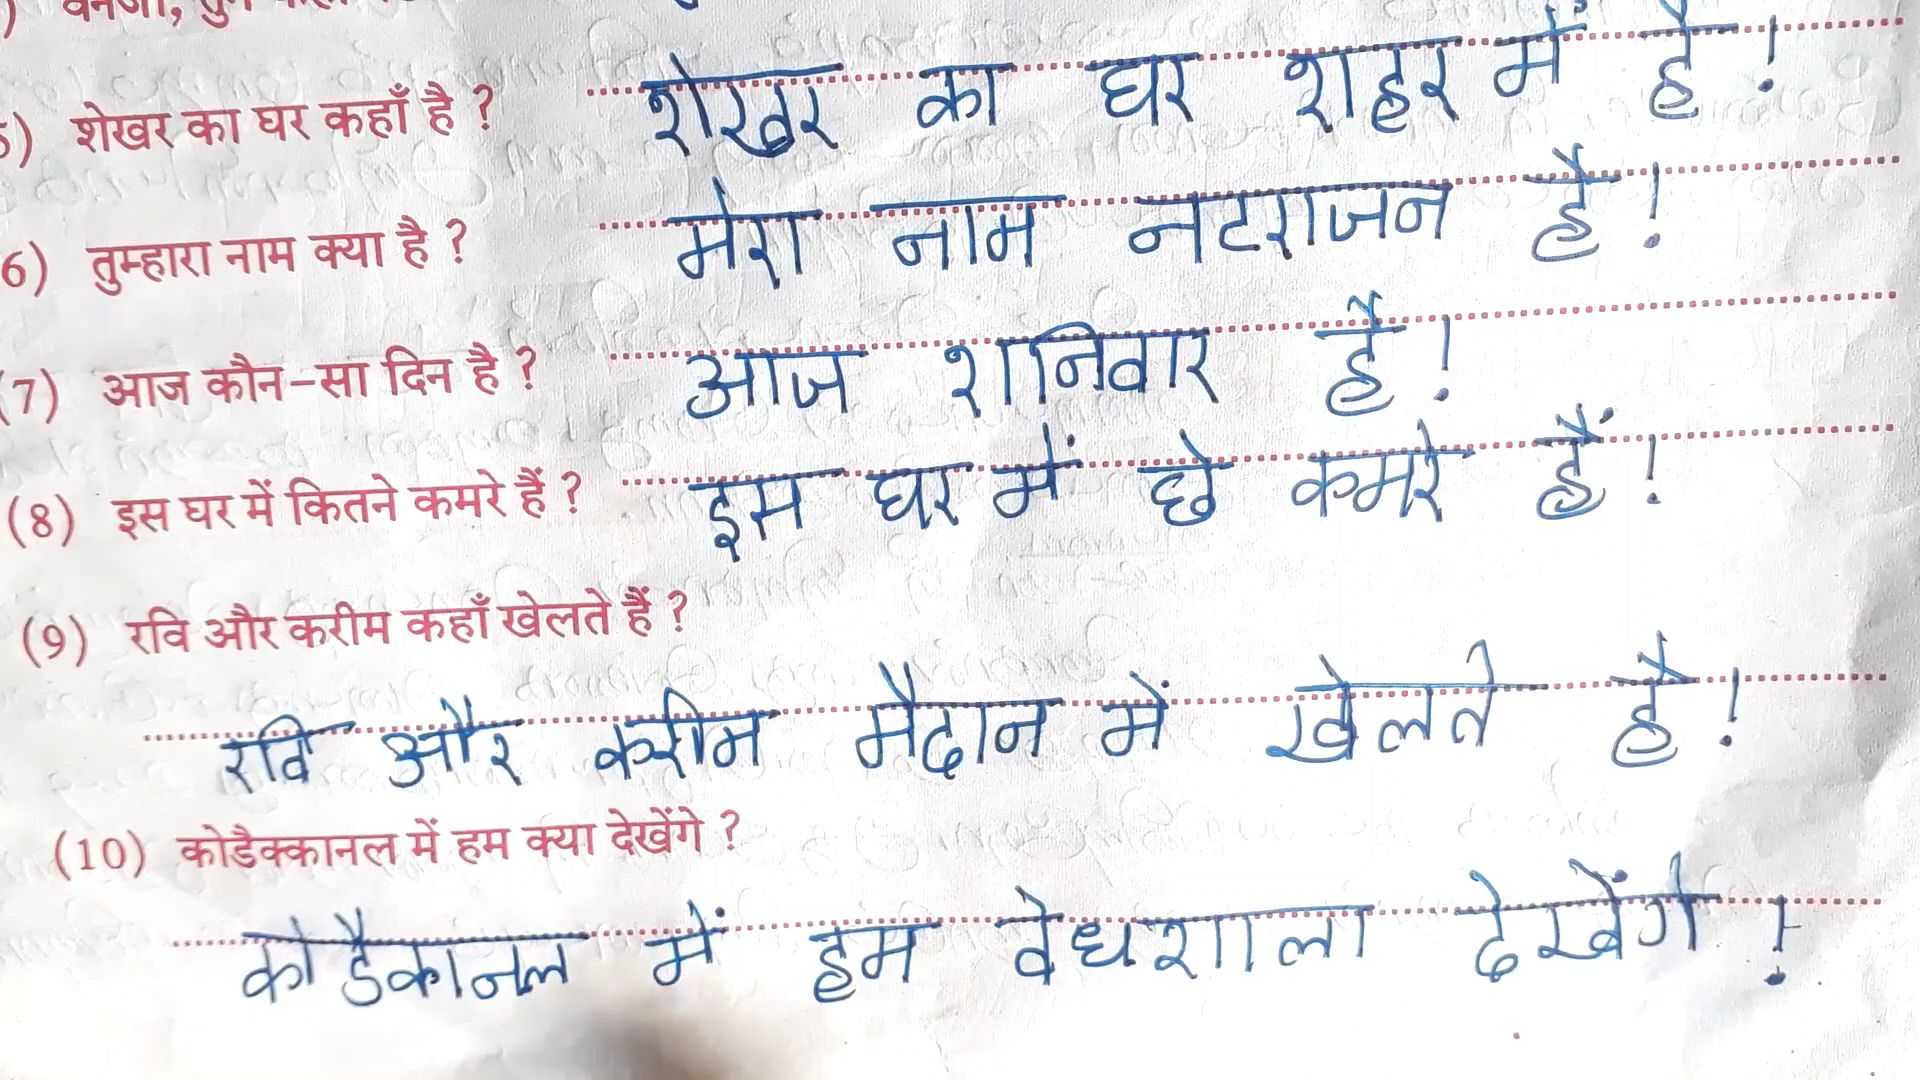 5) शेखर का घर कहाँ है ? शेखर का घर शहर में है !
6) तुम्हारा नाम क्या है ? मेरा नाम नटराजन है !
(7) आज कौन-सा दिन है ? आज शनिवार है !
(8) इस घर में कितने कमरे हैं ? इस घर में छे कमरे हैं !
(9) रवि और करीम कहाँ खेलते हैं ?
रवि और करीम मैदान में खेलते है !
(10) कोडैक्कानल में हम क्या देखेंगे ?
कोडैकानल में हम वेधशाला देखेंगे !